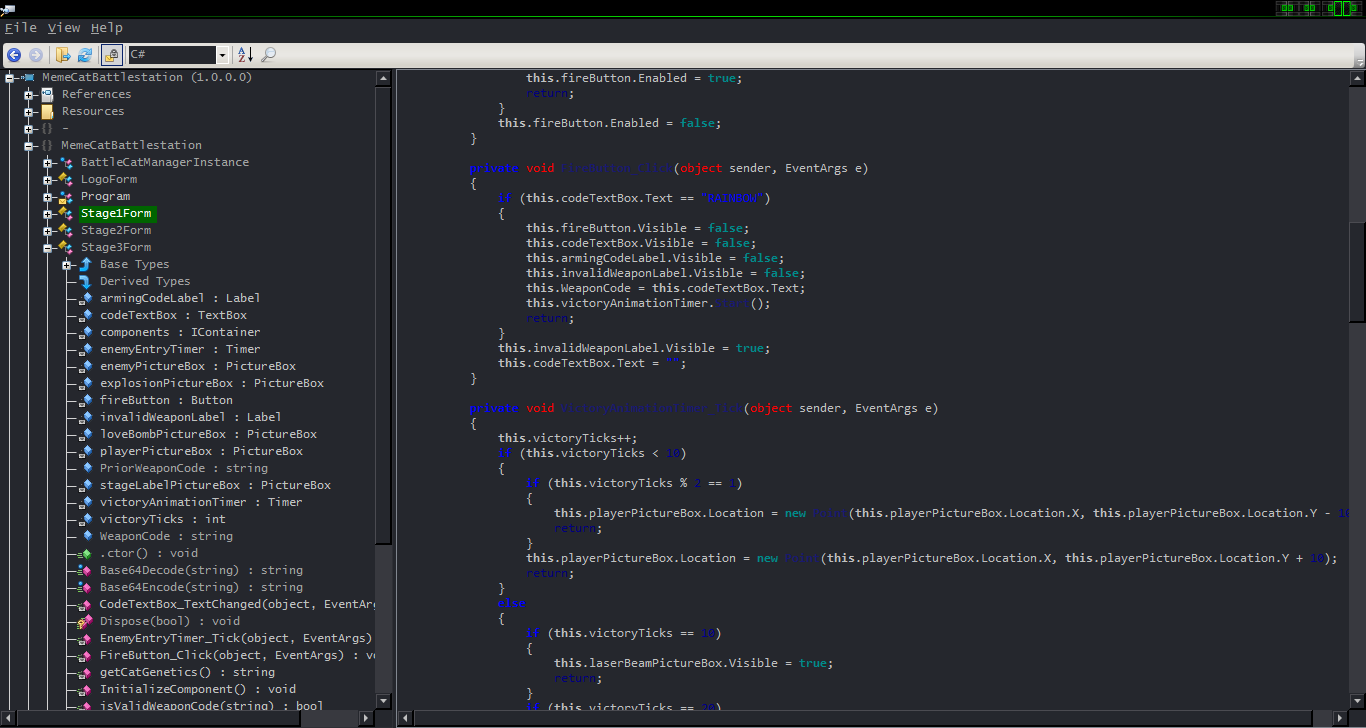 File View Help
C#
MemeCatBattlestation (1.0.0.0)
References
Resources
{} -
{} MemeCatBattlestation
BattleCatManagerInstance
LogoForm
Program
Stage1Form
Stage2Form
Stage3Form
Base Types
Derived Types
armingCodeLabel : Label
codeTextBox : TextBox
components : IContainer
enemyEntryTimer : Timer
enemyPictureBox : PictureBox
explosionPictureBox : PictureBox
fireButton : Button
invalidWeaponLabel : Label
loveBombPictureBox : PictureBox
playerPictureBox : PictureBox
PriorWeaponCode : string
stageLabelPictureBox : PictureBox
victoryAnimationTimer : Timer
victoryTicks : int
WeaponCode : string
.ctor() : void
Base64Decode(string) : string
Base64Encode(string) : string
CodeTextBox_TextChanged(object, EventArg
Dispose(bool) : void
EnemyEntryTimer_Tick(object, EventArgs)
FireButton_Click(object, EventArgs) : vo
getCatGenetics() : string
InitializeComponent() : void
isValidWeaponCode(string) : bool
this.fireButton.Enabled = true;
return;
}
this.fireButton.Enabled = false;
}
private void FireButton_Click(object sender, EventArgs e)
{
if (this.codeTextBox.Text == "RAINBOW")
{
this.fireButton.Visible = false;
this.codeTextBox.Visible = false;
this.armingCodeLabel.Visible = false;
this.invalidWeaponLabel.Visible = false;
this.WeaponCode = this.codeTextBox.Text;
this.victoryAnimationTimer.Start();
return;
}
this.invalidWeaponLabel.Visible = true;
this.codeTextBox.Text = "";
}
private void VictoryAnimationTimer_Tick(object sender, EventArgs e)
{
this.victoryTicks++;
if (this.victoryTicks < 10)
{
if (this.victoryTicks % 2 == 1)
{
this.playerPictureBox.Location = new Point(this.playerPictureBox.Location.X, this.playerPictureBox.Location.Y - 10
return;
}
this.playerPictureBox.Location = new Point(this.playerPictureBox.Location.X, this.playerPictureBox.Location.Y + 10);
return;
}
else
{
if (this.victoryTicks == 10)
{
this.laserBeamPictureBox.Visible = true;
return;
}
if (this.victoryTicks == 20)